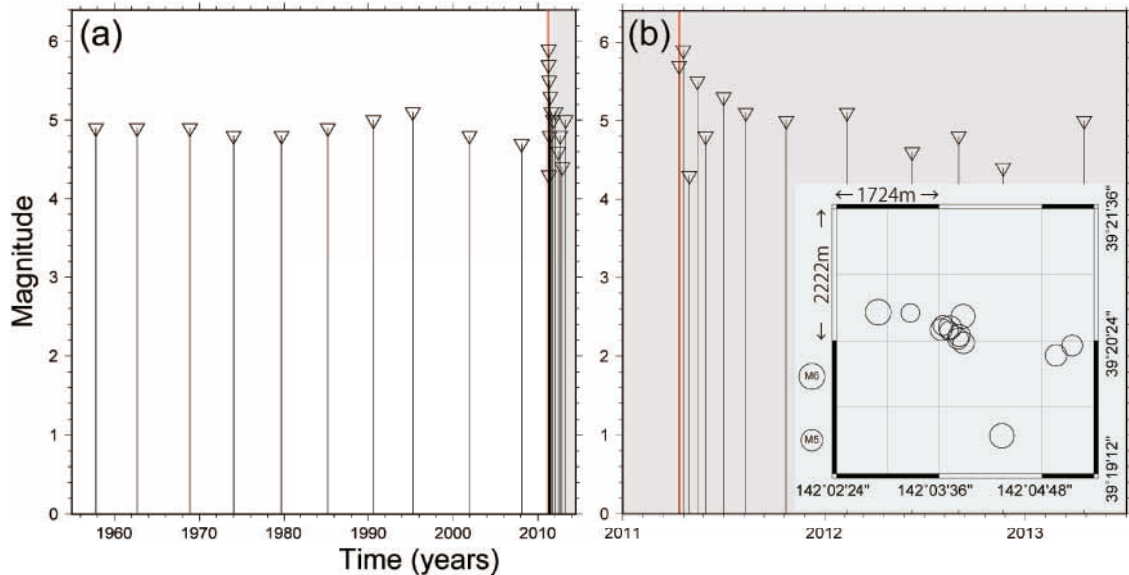 (a)
(b)
Magnitude
6
5
4
3
2
1
0
1960 1970 1980 1990 2000 2010
6
5
4
3
2
1
0
2011 2012 2013
Time (years)
← 1724m →
← 2222m →
M6
M5
39°21'36"
39°20'24"
39°19'12"
142°02'24" 142°03'36" 142°04'48"